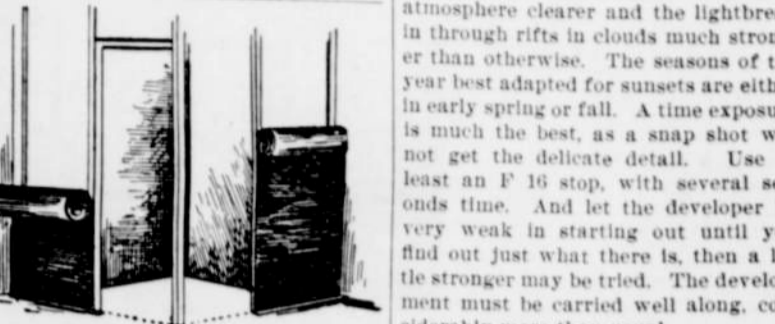 atmosphere clearer and the lightbre
in through rifts in clouds much stron
er than otherwise. The seasons of t
year best adapted for sunsets are eith
in early spring or fall. A time exposu
is much the best, as a snap shot w
not get the delicate detail. Use
least an F 16 stop, with several se
onds time. And let the developer
very weak in starting out until y
find out just what there is, then a l
tle stronger may be tried. The develo
ment must be carried well along, co